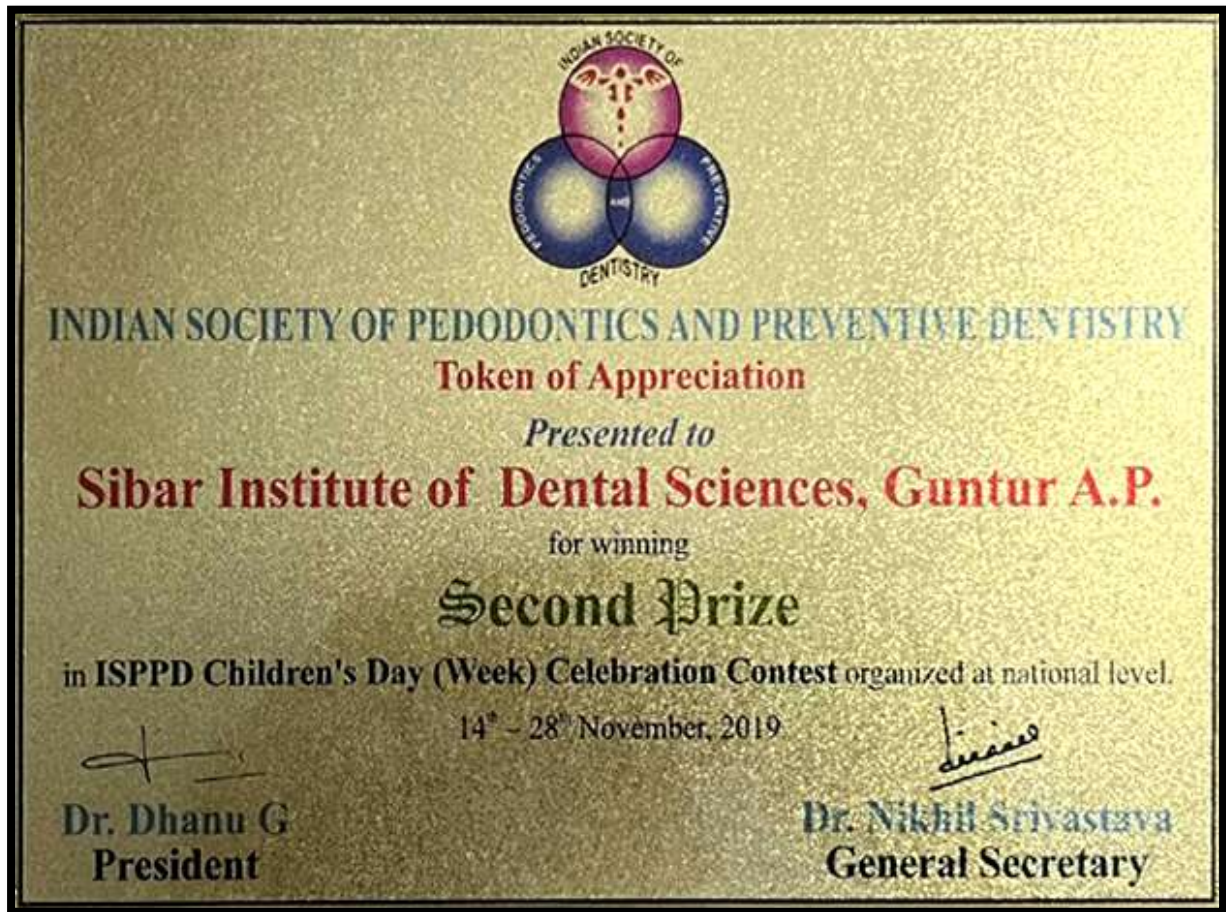 INDIAN SOCIETY OF
PEDODONTICS
AND
PREVENTIVE
DENTISTRY
INDIAN SOCIETY OF PEDODONTICS AND PREVENTIVE DENTISTRY
Token of Appreciation
Presented to
Sibar Institute of Dental Sciences, Guntur A.P.
for winning
Second Prize
in ISPPD Children's Day (Week) Celebration Contest organized at national level.
14th – 28th November, 2019
Dr. Dhanu G
President
Dr. Nikhil Srivastava
General Secretary